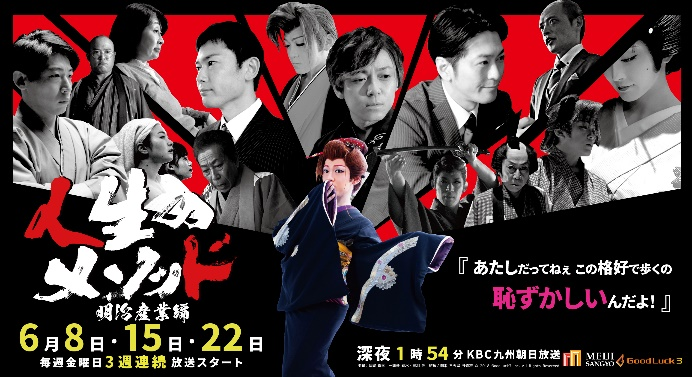 人生のメソッド
明治産業編
6月8日・15日・22日
毎週金曜日3週連続放送スタート
『 あたしだってねぇ この格好で歩くの
恥ずかしいんだよ! 』
深夜1時54分KBC九州朝日放送
MEIJI SANGYO
GoodLuck3